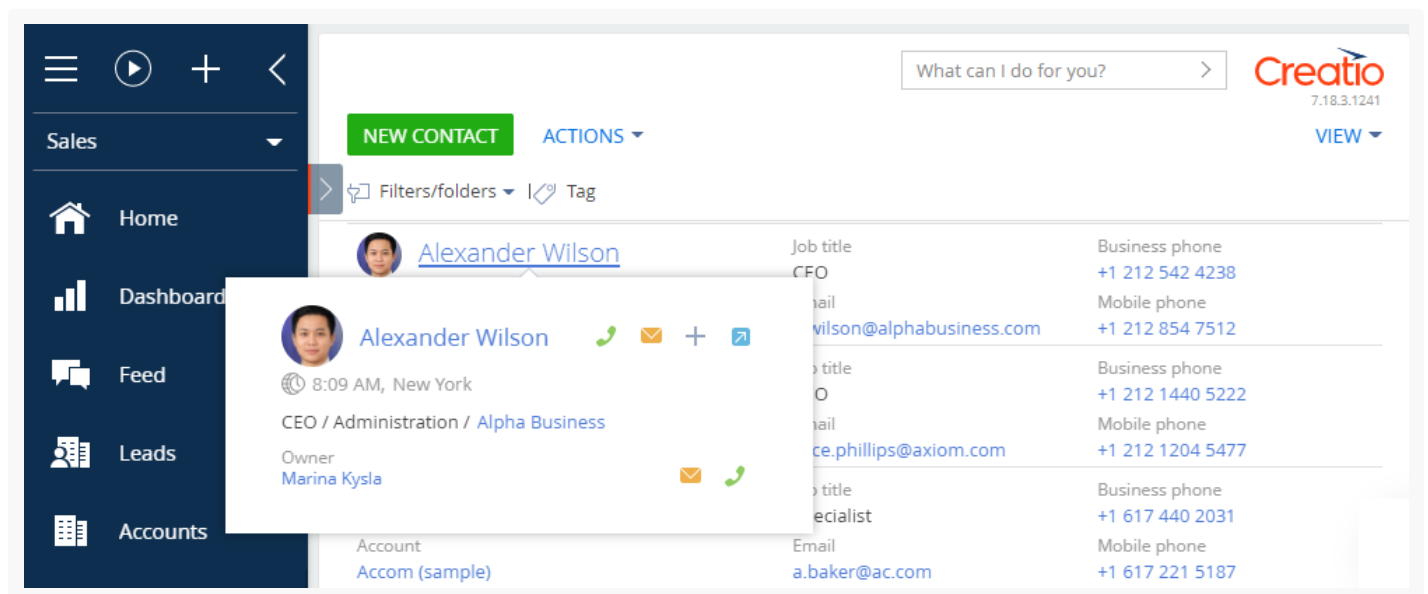 What can I do for you?
Creatio
7.18.3.1241
Sales
NEW CONTACT
ACTIONS
VIEW
Filters/folders
Tag
Home
Dashboard
Feed
Leads
Accounts
Alexander Wilson
Job title
CEO
Business phone
+1 212 542 4238
Mobile phone
wilson@alphabusiness.com
+1 212 854 7512
Alexander Wilson
8:09 AM, New York
CEO / Administration / Alpha Business
Owner
Marina Kysla
title
Business phone
+1 212 1440 5222
Mobile phone
ce.phillips@axiom.com
+1 212 1204 5477
title
Business phone
ecialist
+1 617 440 2031
Account
Email
Mobile phone
Accom (sample)
a.baker@ac.com
+1 617 221 5187